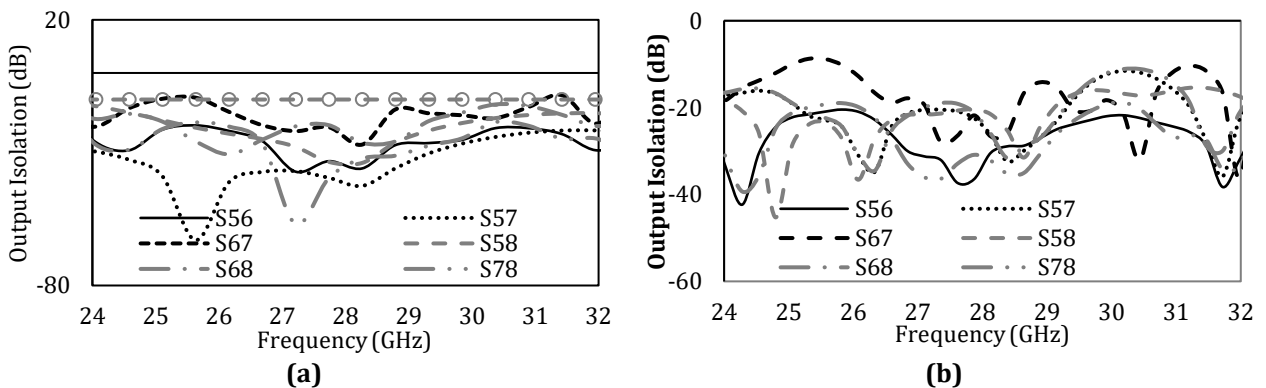 20
Output Isolation (dB)
-80
S56
S57
S67
S58
S68
S78
24 25 26 27 28 29 30 31 32
Frequency (GHz)
(a)
0
-20
-40
-60
Output Isolation (dB)
S56
S57
S67
S58
S68
S78
24 25 26 27 28 29 30 31 32
Frequency (GHz)
(b)